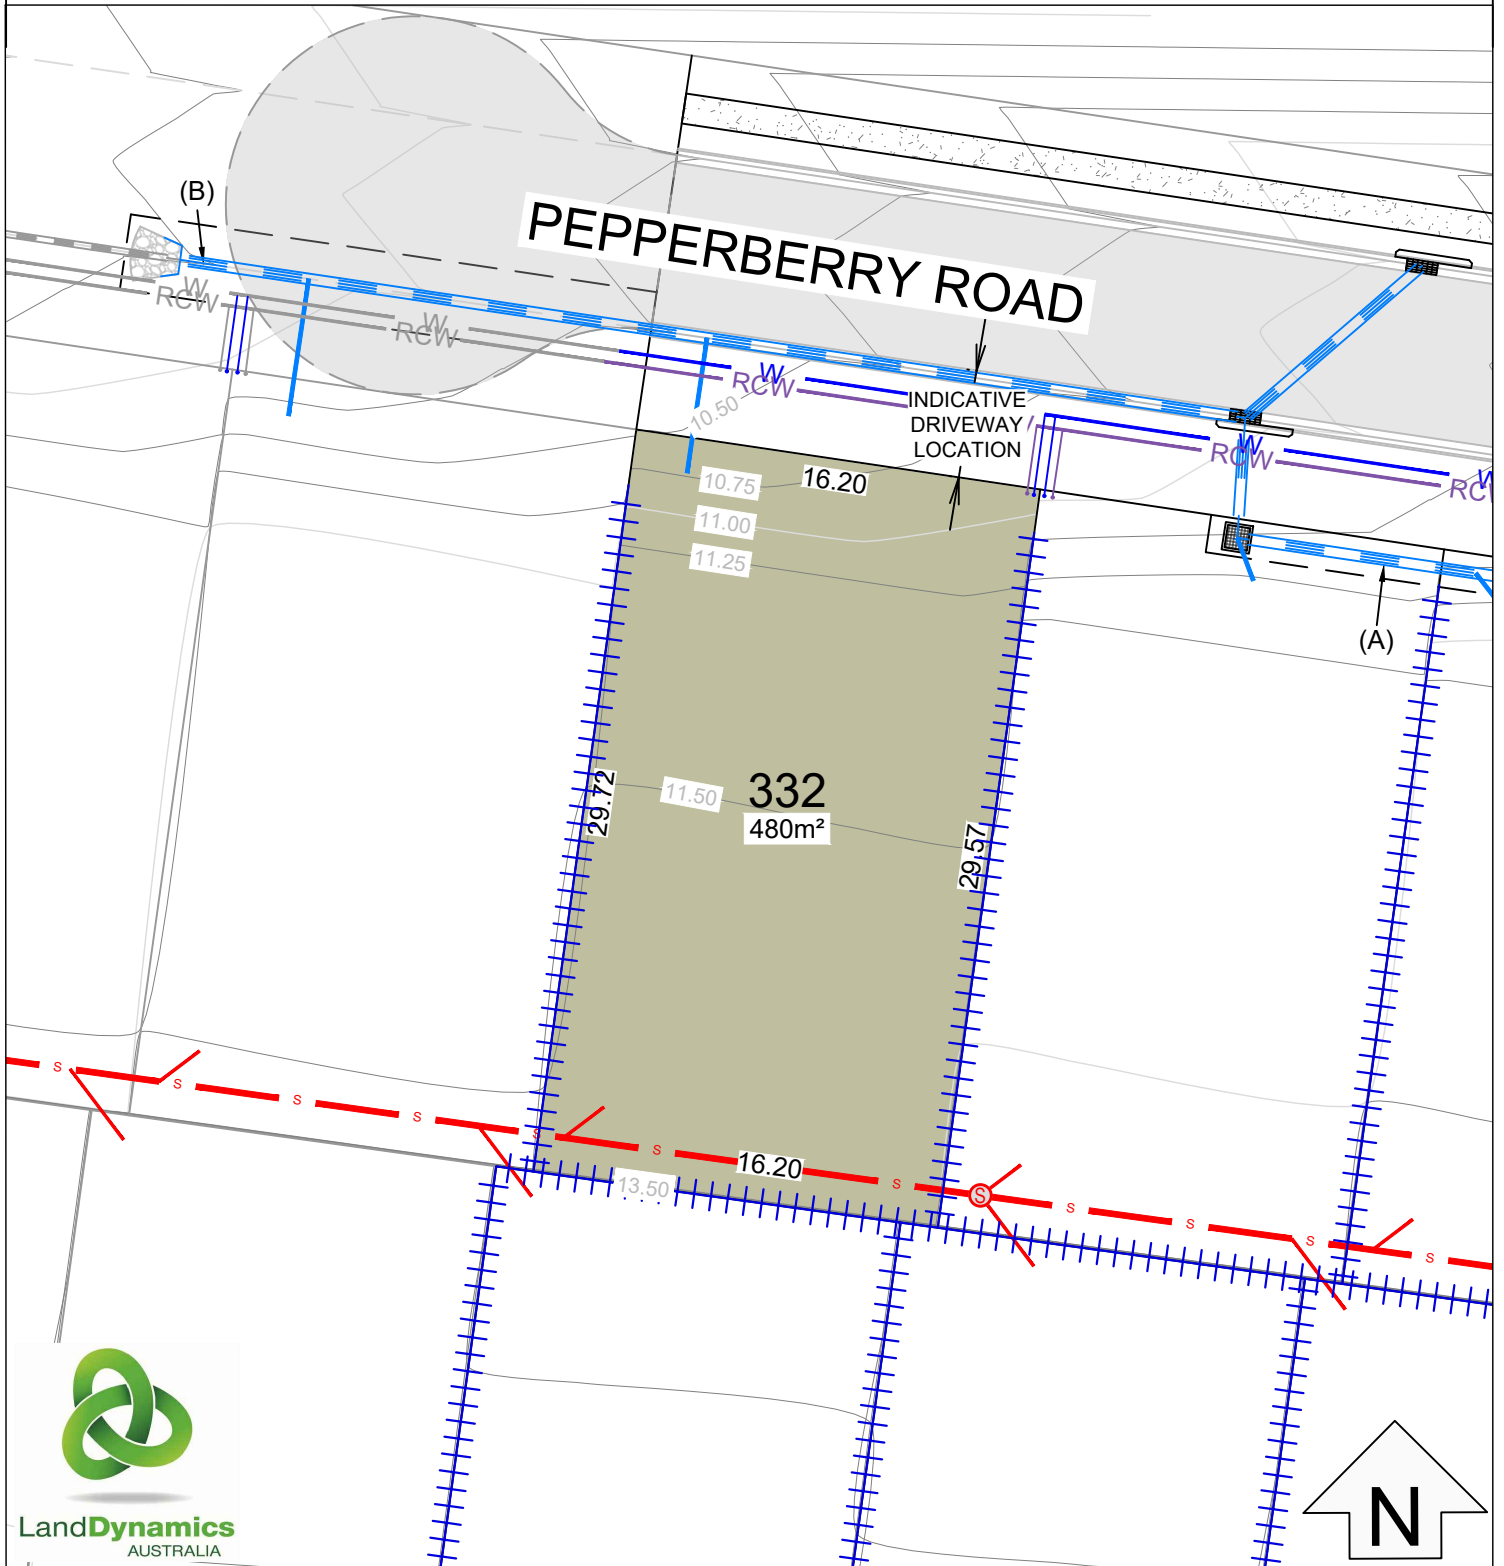 (B)
PEPPERBERRY ROAD
W
RCW
W
RCW
W
RCW
10.50
INDICATIVE
DRIVEWAY
LOCATION
W
RCW
W
RCW
10.75
16.20
11.00
11.25
(A)
29.72
11.50
332
480m²
29.57
S
S
S
S
S
S
16.20
S
S
S
S
S
S
13.50
LandDynamics
AUSTRALIA
N